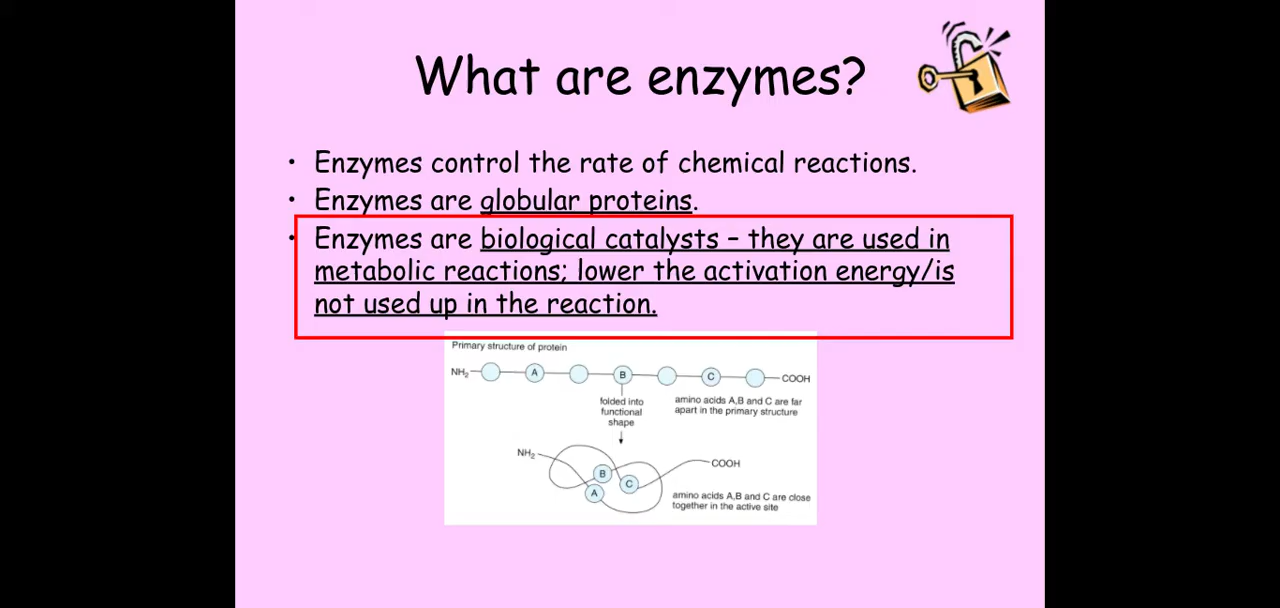 What are enzymes?
• Enzymes control the rate of chemical reactions.
• Enzymes are globular proteins.
• Enzymes are biological catalysts – they are used in
metabolic reactions; lower the activation energy/is
not used up in the reaction.
Primary structure of protein
NH₂ A B C COOH
folded into
functional
shape
amino acids A,B and C are far
apart in the primary structure
NH₂ B A C COOH
amino acids A,B and C are close
together in the active site